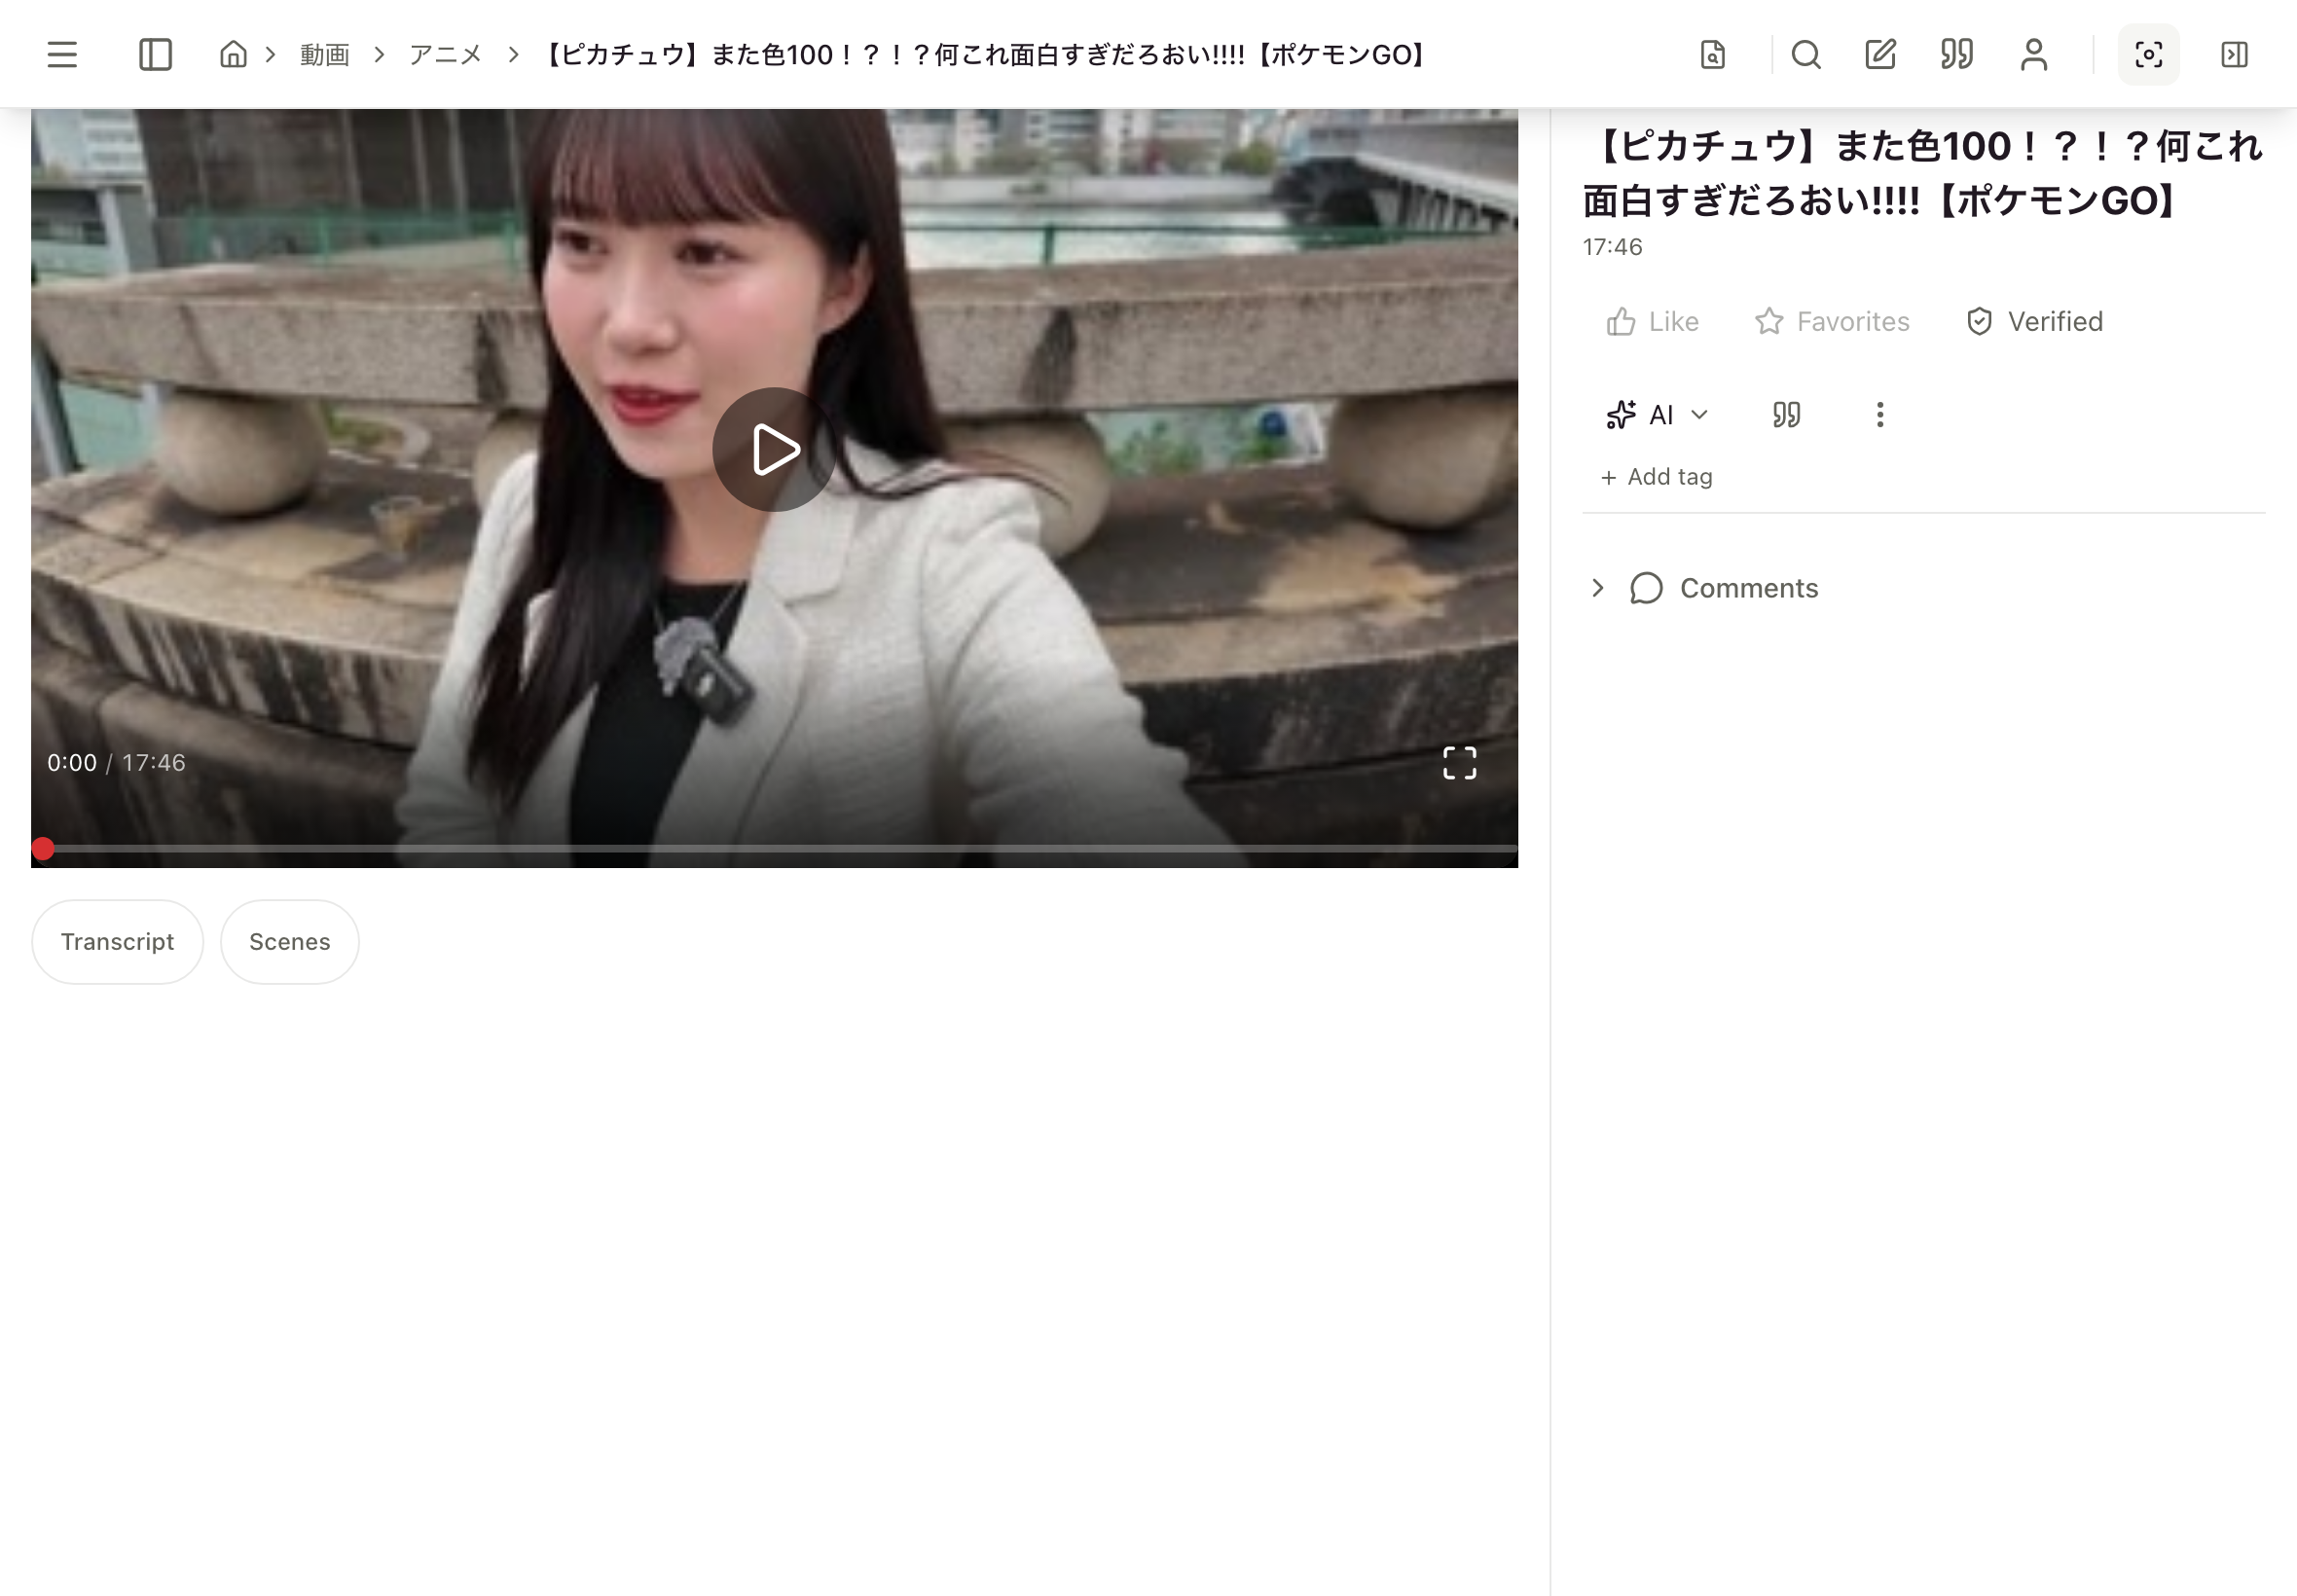 動画
アニメ
【ピカチュウ】また色100！？！？何これ面白すぎだろおい!!!!【ポケモンGO】
0:00 / 17:46
Transcript
Scenes
【ピカチュウ】また色100！？！？何これ
面白すぎだろおい!!!!【ポケモンGO】
17:46
Like
Favorites
Verified
AI
+ Add tag
Comments